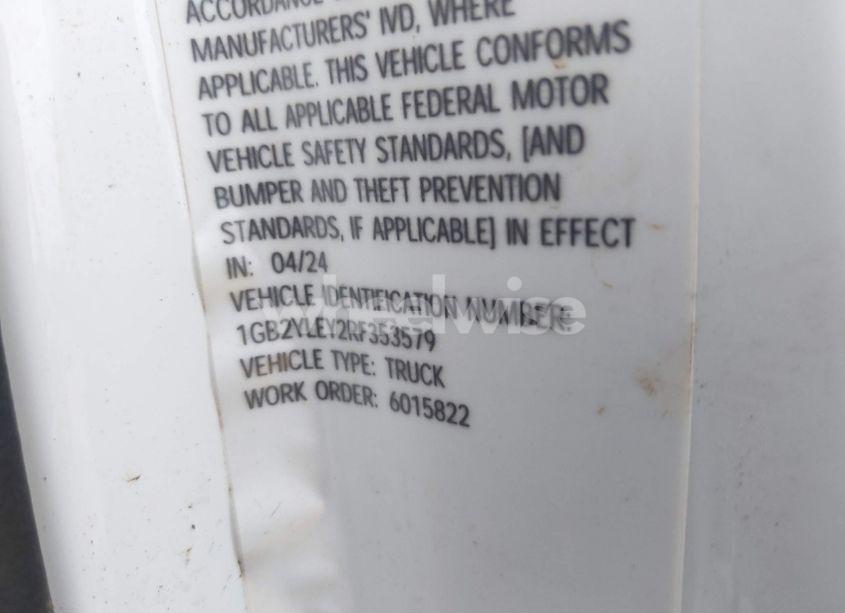 ACCORDANCE
MANUFACTURERS' IVD, WHERE
APPLICABLE. THIS VEHICLE CONFORMS
TO ALL APPLICABLE FEDERAL MOTOR
VEHICLE SAFETY STANDARDS, [AND
BUMPER AND THEFT PREVENTION
STANDARDS, IF APPLICABLE] IN EFFECT
IN: 04/24
VEHICLE IDENTIFICATION NUMBER:
1GB2YLEY2RF353579
VEHICLE TYPE: TRUCK
WORK ORDER: 6015822
wheelwise